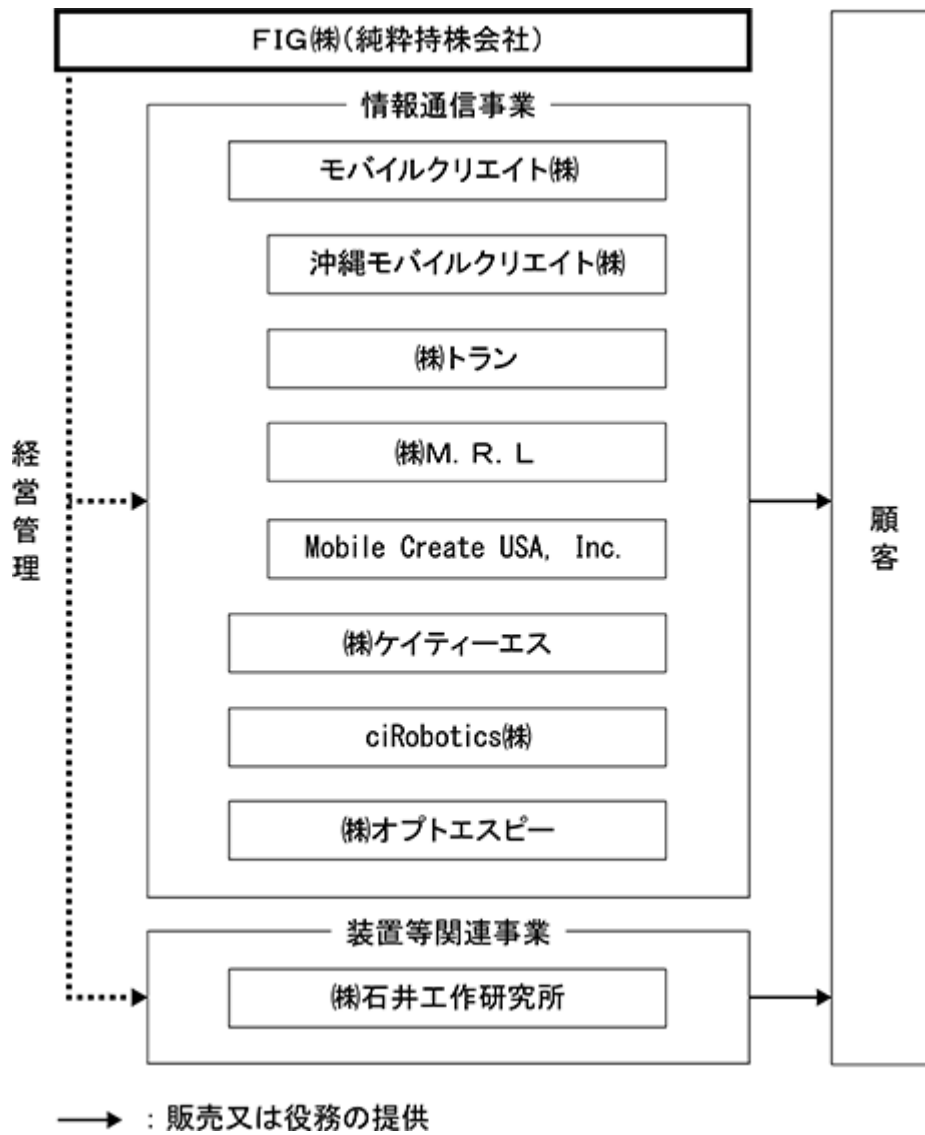 FIG㈱(純粋持株会社)
情報通信事業
モバイルクリエイト㈱
沖縄モバイルクリエイト㈱
㈱トラン
㈱M.R.L
Mobile Create USA, Inc.
㈱ケイティーエス
ciRobotics㈱
㈱オプトエスピー
装置等関連事業
㈱石井工作研究所
経営管理
顧客
：販売又は役務の提供